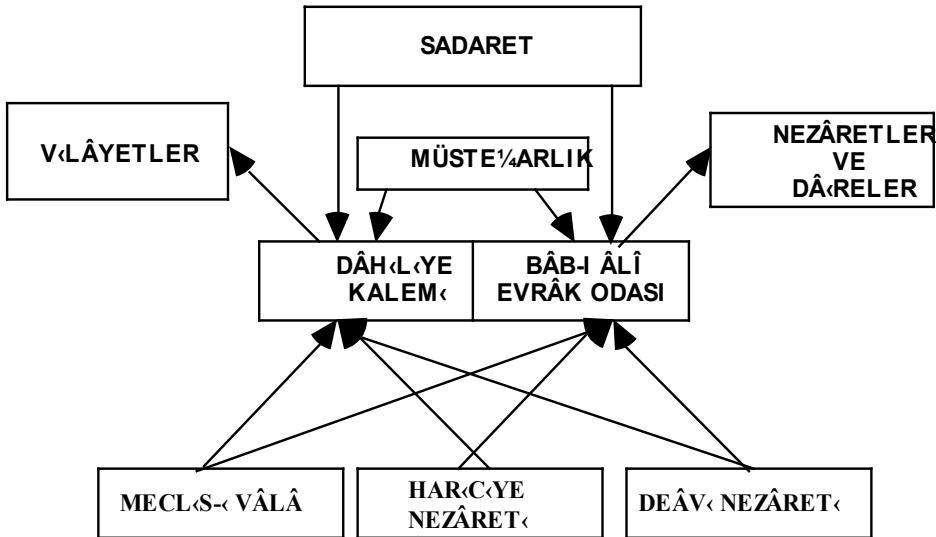 SADARET
V‹LÂYETLER
MÜSTE¼ARLIK
NEZÂRETLER
VE
DÂ‹RELER
DÂH‹L‹YE
KALEM‹
BÂB-I ÂLÎ
EVRÂK ODASI
MECL‹S-‹ VÂLÂ
HAR‹C‹YE
NEZÂRET‹
DEÂV‹ NEZÂRET‹